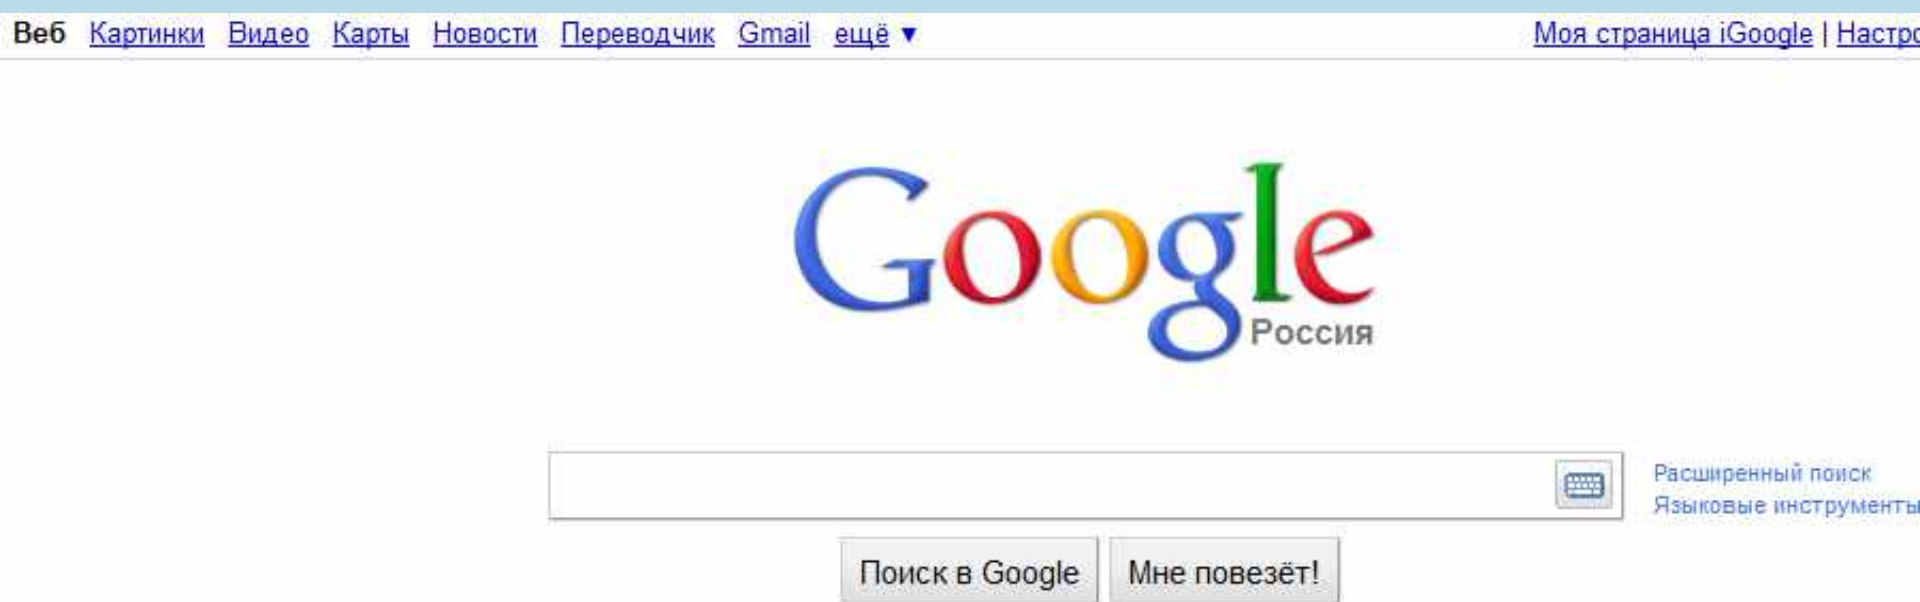 Веб Картинки Видео Карты Новости Переводчик Gmail ещё ▼ Моя страница iGoogle | Настро
Google
Россия
Расширенный поиск
Языковые инструменты
Поиск в Google Мне повезёт!